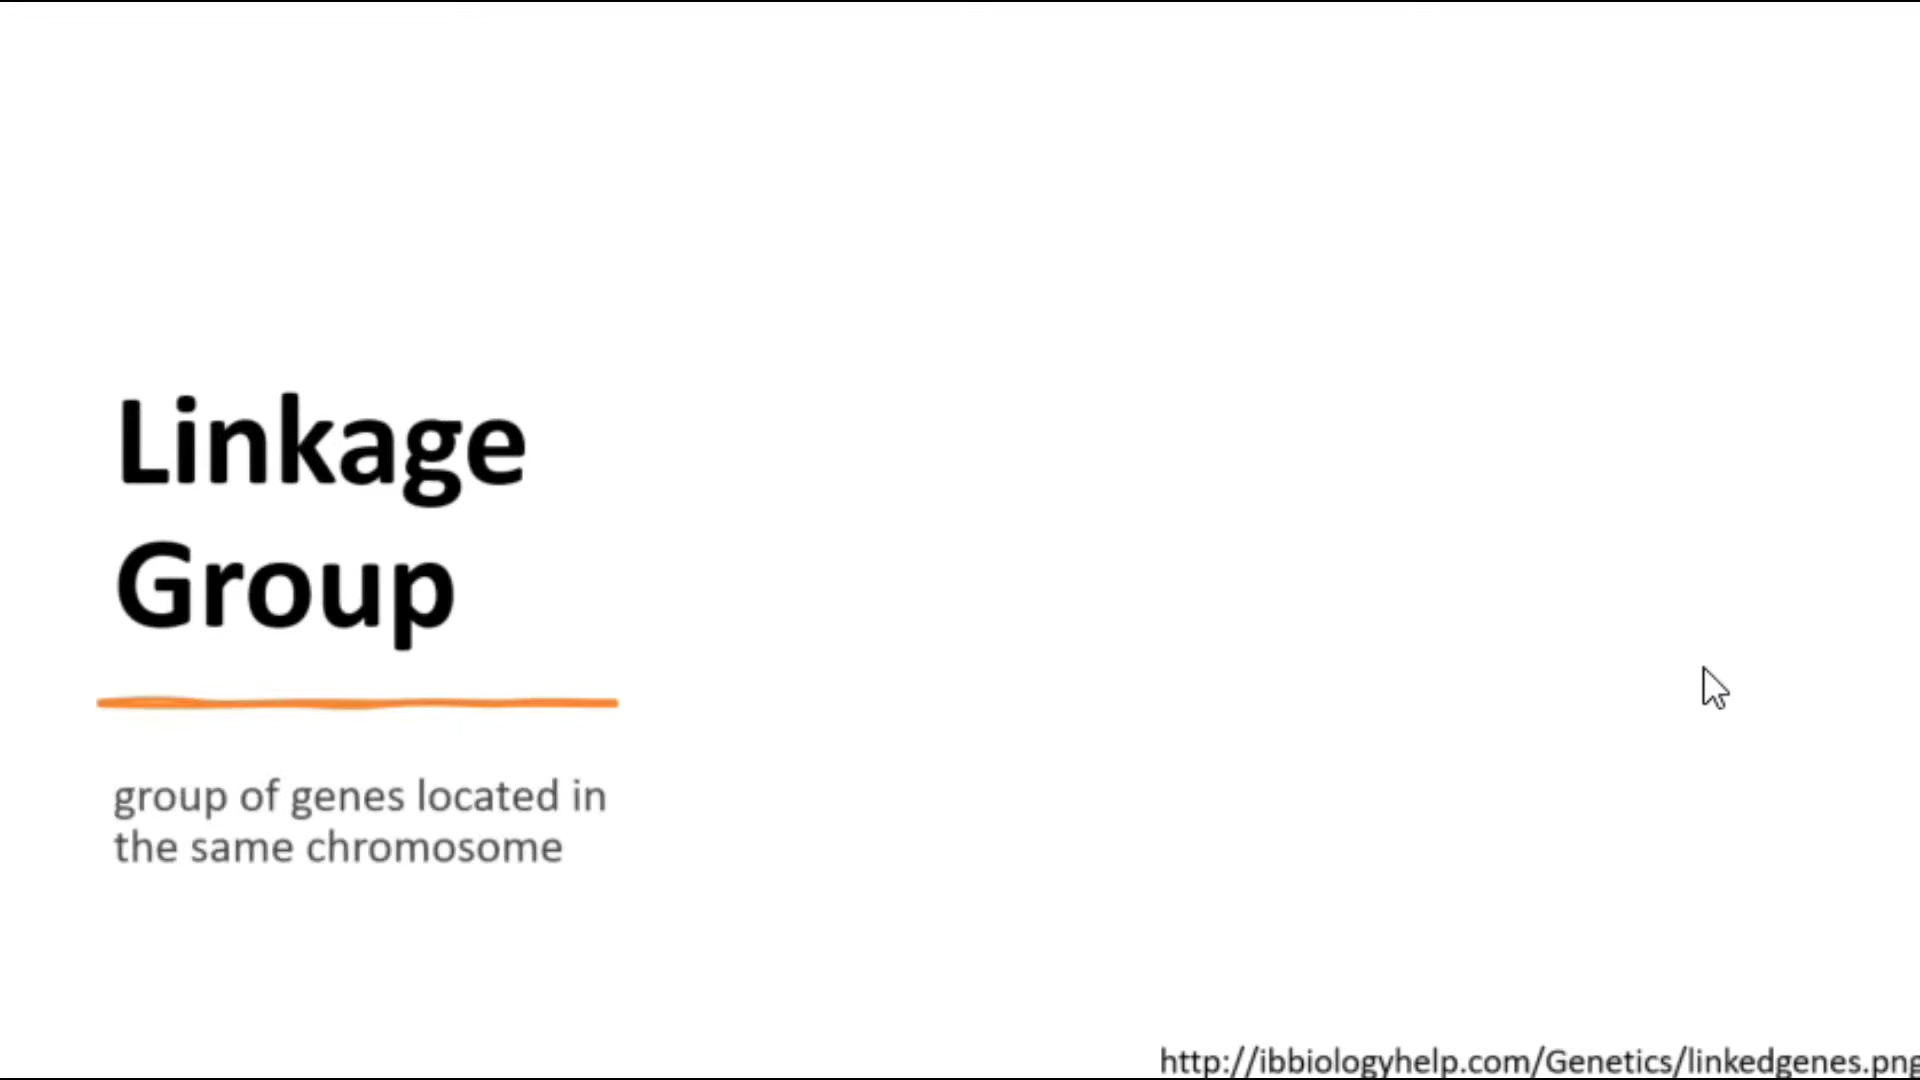 Linkage
Group
group of genes located in
the same chromosome
http://ibbiologyhelp.com/Genetics/linkedgenes.png